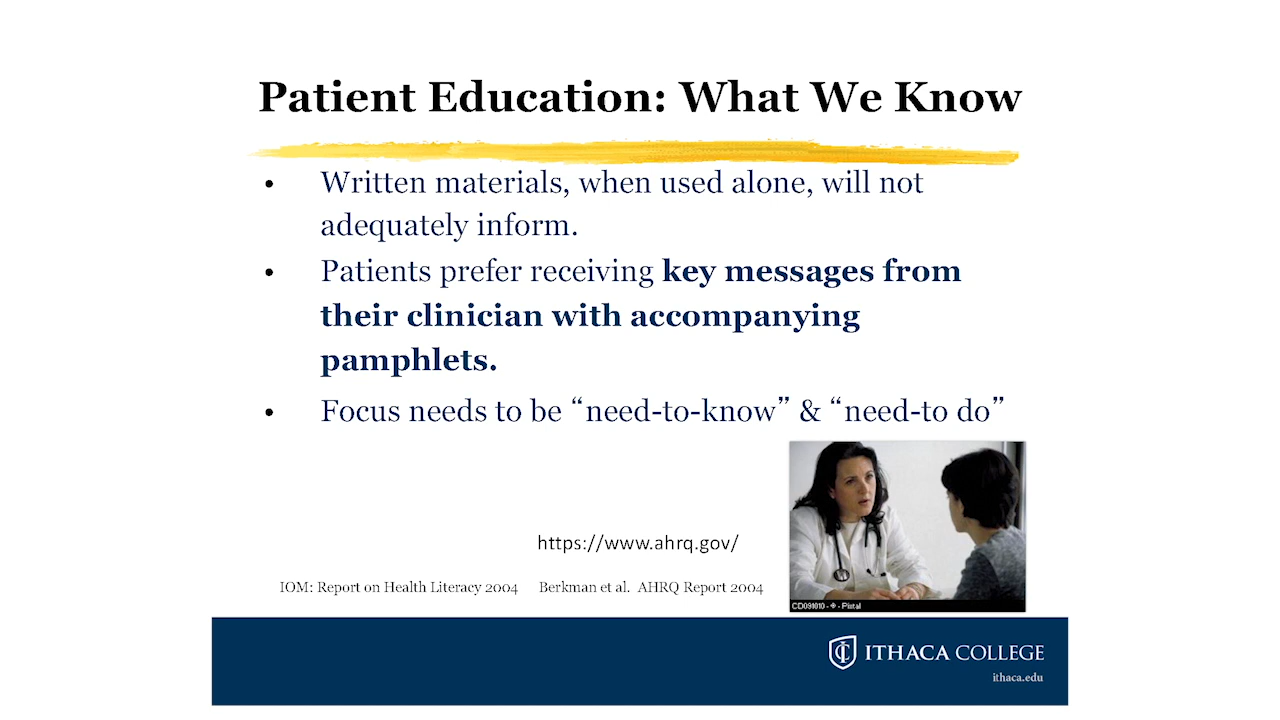 Patient Education: What We Know
• Written materials, when used alone, will not
adequately inform.
• Patients prefer receiving key messages from
their clinician with accompanying
pamphlets.
• Focus needs to be “need-to-know” & “need-to do”
https://www.ahrq.gov/
IOM: Report on Health Literacy 2004 Berkman et al. AHRQ Report 2004
ITHACA COLLEGE
ithaca.edu